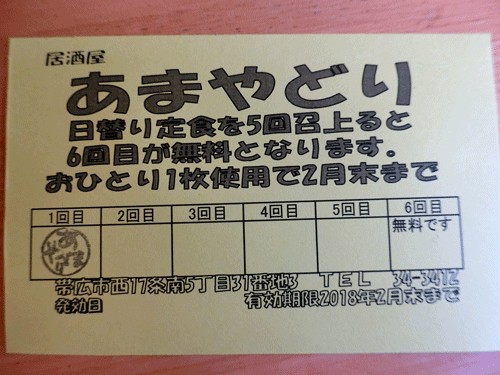 居酒屋
あまやどり
日替り定食を5回召上ると
6回目が無料となります.
おひとり1枚使用で2月末まで
1回目 2回目 3回目 4回目 5回目 6回目
無料です
帯広市西17条南5丁目31番地3 TEL 34-3412
発効日 有効期限2018年2月末まで